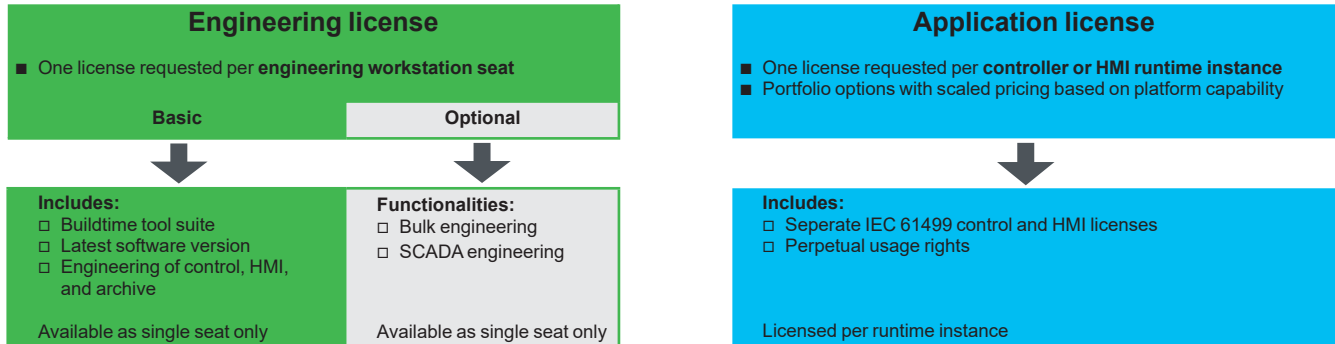 Engineering license
■ One license requested per engineering workstation seat
Basic
Optional
Includes:
□ Buildtime tool suite
□ Latest software version
□ Engineering of control, HMI,
and archive
Available as single seat only
Functionalities:
□ Bulk engineering
□ SCADA engineering
Available as single seat only
Application license
■ One license requested per controller or HMI runtime instance
■ Portfolio options with scaled pricing based on platform capability
Includes:
□ Seperate IEC 61499 control and HMI licenses
□ Perpetual usage rights
Licensed per runtime instance